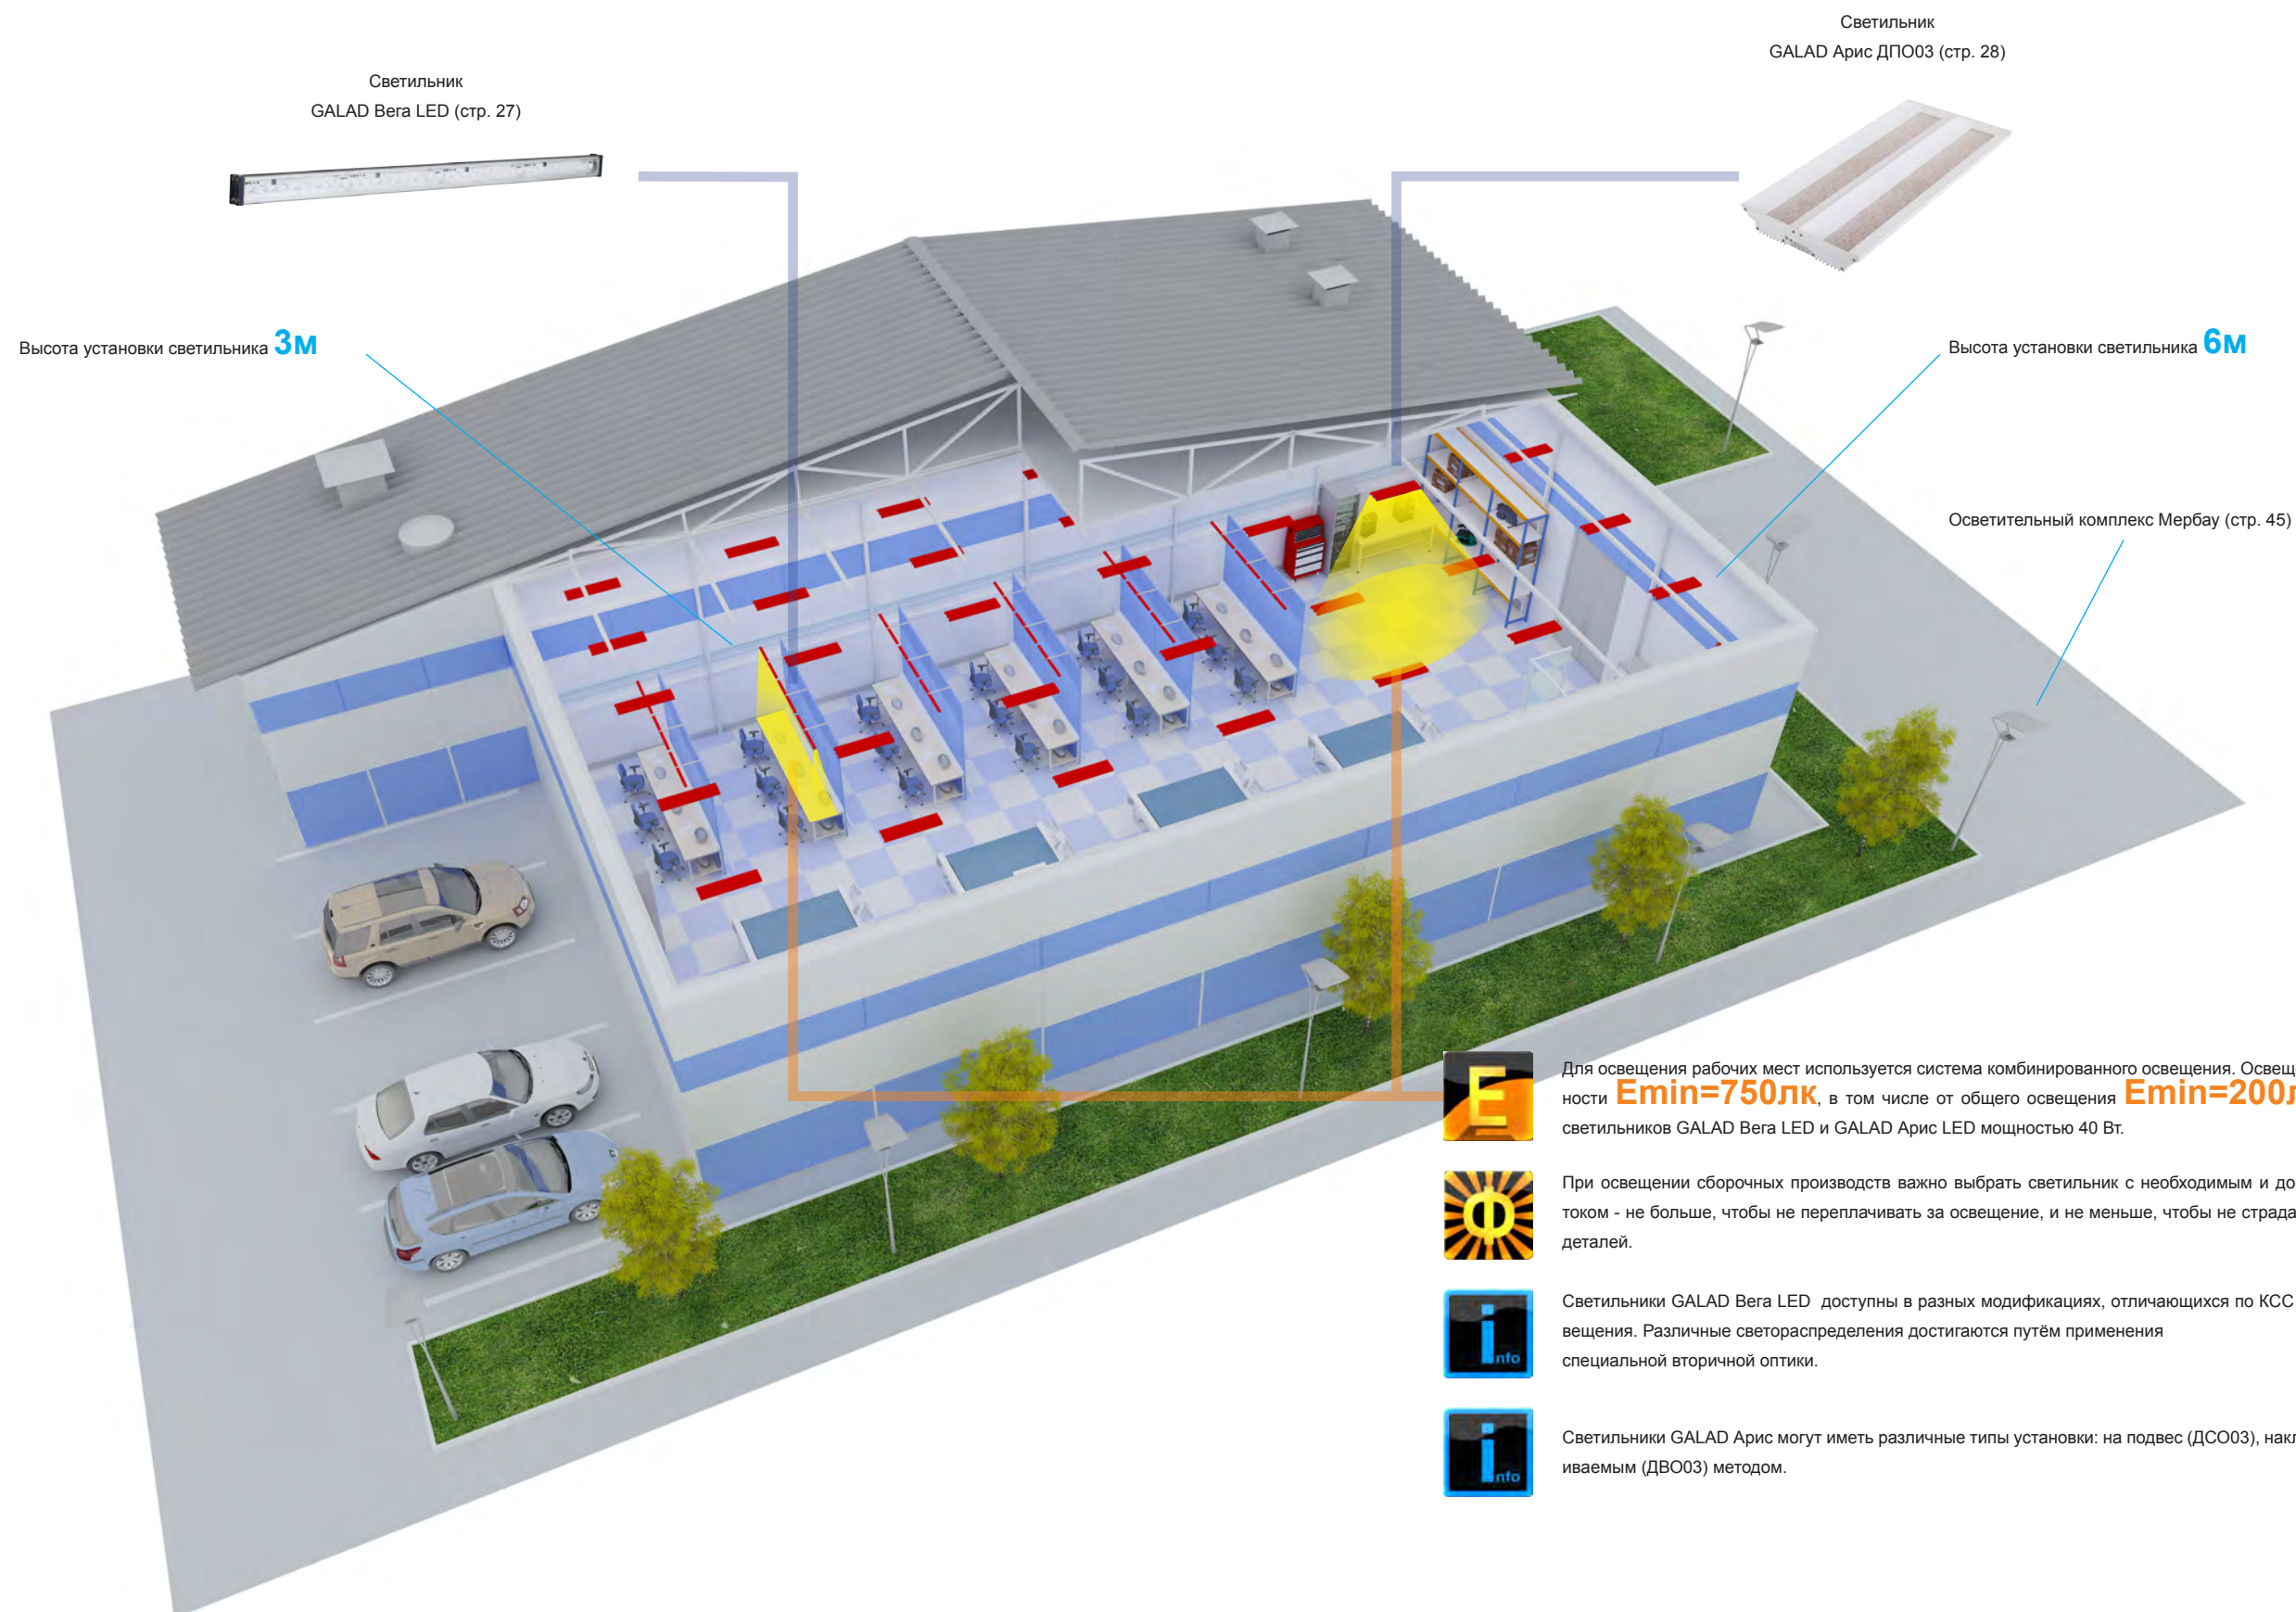 Светильник
GALAD Арис ДПО03 (стр. 28)
Светильник
GALAD Вега LED (стр. 27)
Высота установки светильника 3м
Высота установки светильника 6м
Осветительный комплекс Мербау (стр. 45)
E
Для освещения рабочих мест используется система комбинированного освещения. Освещ
ности Emin=750лк, в том числе от общего освещения Emin=200л
светильников GALAD Вега LED и GALAD Арис LED мощностью 40 Вт.
Ф
При освещении сборочных производств важно выбрать светильник с необходимым и до
током - не больше, чтобы не переплачивать за освещение, и не меньше, чтобы не страда
деталей.
info
Светильники GALAD Вега LED доступны в разных модификациях, отличающихся по КСС
вещения. Различные светораспределения достигаются путём применения
специальной вторичной оптики.
info
Светильники GALAD Арис могут иметь различные типы установки: на подвес (ДСО03), накл
иваемым (ДВО03) методом.